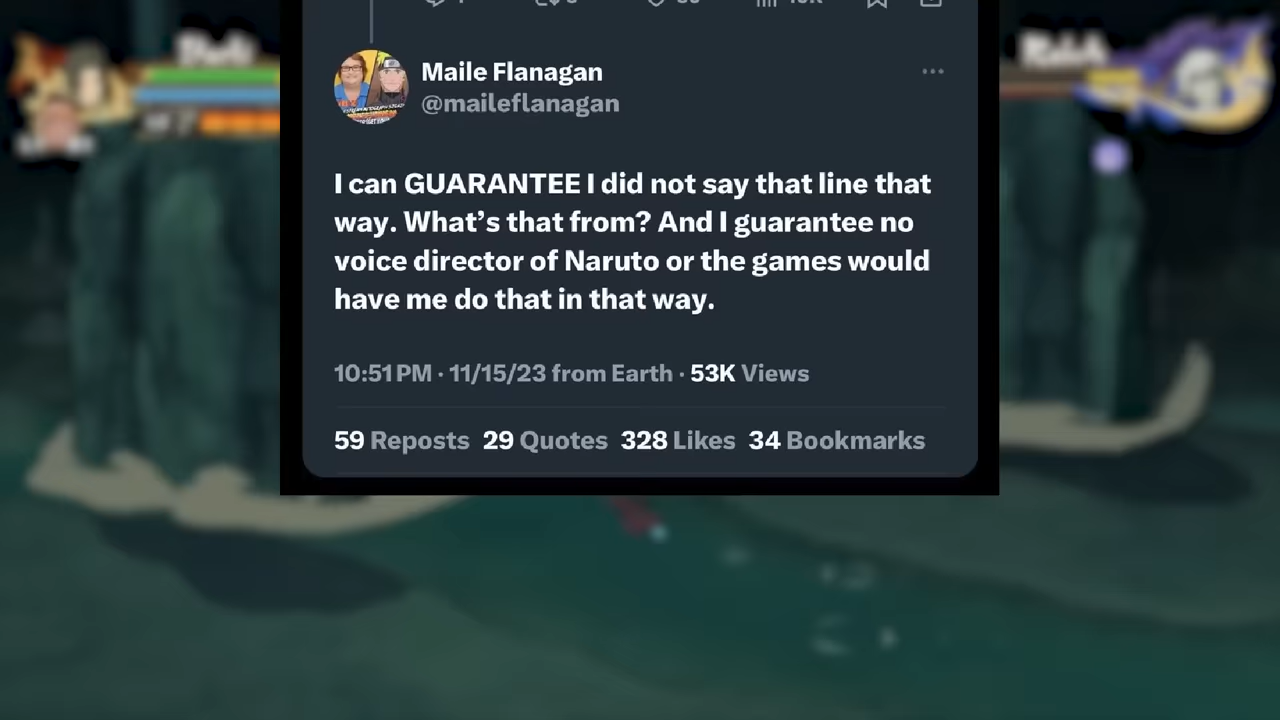 Maile Flanagan
@maileflanagan
I can GUARANTEE I did not say that line that
way. What’s that from? And I guarantee no
voice director of Naruto or the games would
have me do that in that way.
10:51 PM · 11/15/23 from Earth · 53K Views
59 Reposts 29 Quotes 328 Likes 34 Bookmarks